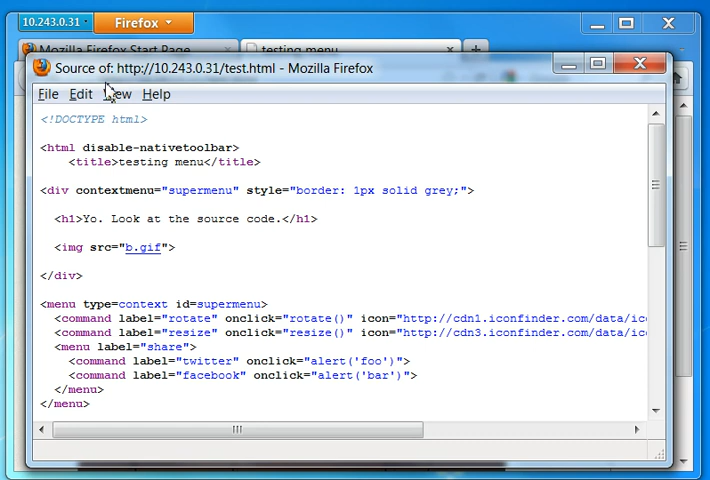 10.243.0.31
Firefox
Mozilla Firefox Start Page
testing menu
Source of: http://10.243.0.31/test.html - Mozilla Firefox
File Edit View Help
<!DOCTYPE html>
<html disable-nativetoolbar>
<title>testing menu</title>
<div contextmenu="supermenu" style="border: 1px solid grey;">
<h1>Yo. Look at the source code.</h1>
<img src="b.gif">
</div>
<menu type=context id=supermenu>
<command label="rotate" onclick="rotate()" icon="http://cdn1.iconfinder.com/data/ico
<command label="resize" onclick="resize()" icon="http://cdn3.iconfinder.com/data/ico
<menu label="share">
<command label="twitter" onclick="alert('foo')">
<command label="facebook" onclick="alert('bar')">
</menu>
</menu>